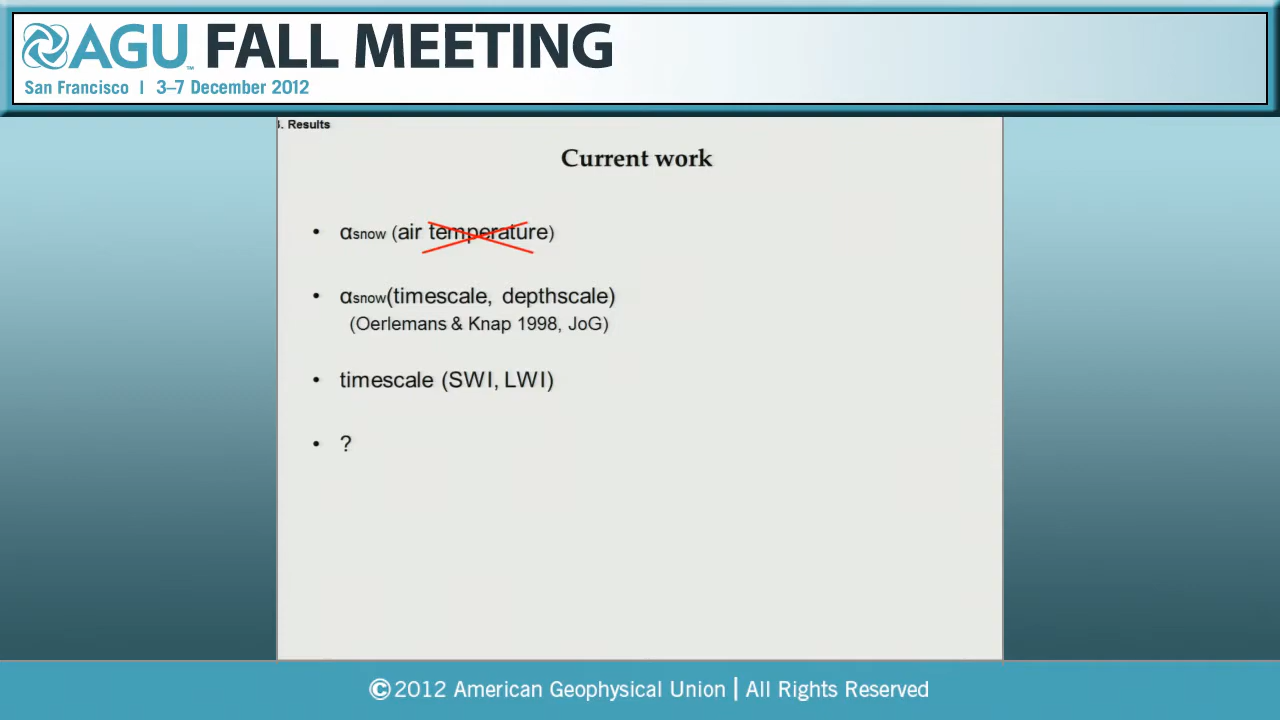 AGU™ FALL MEETING
San Francisco | 3–7 December 2012
. Results
Current work
• αsnow (air temperature)
• αsnow(timescale, depthscale)
(Oerlemans & Knap 1998, JoG)
• timescale (SWI, LWI)
• ?
©2012 American Geophysical Union | All Rights Reserved